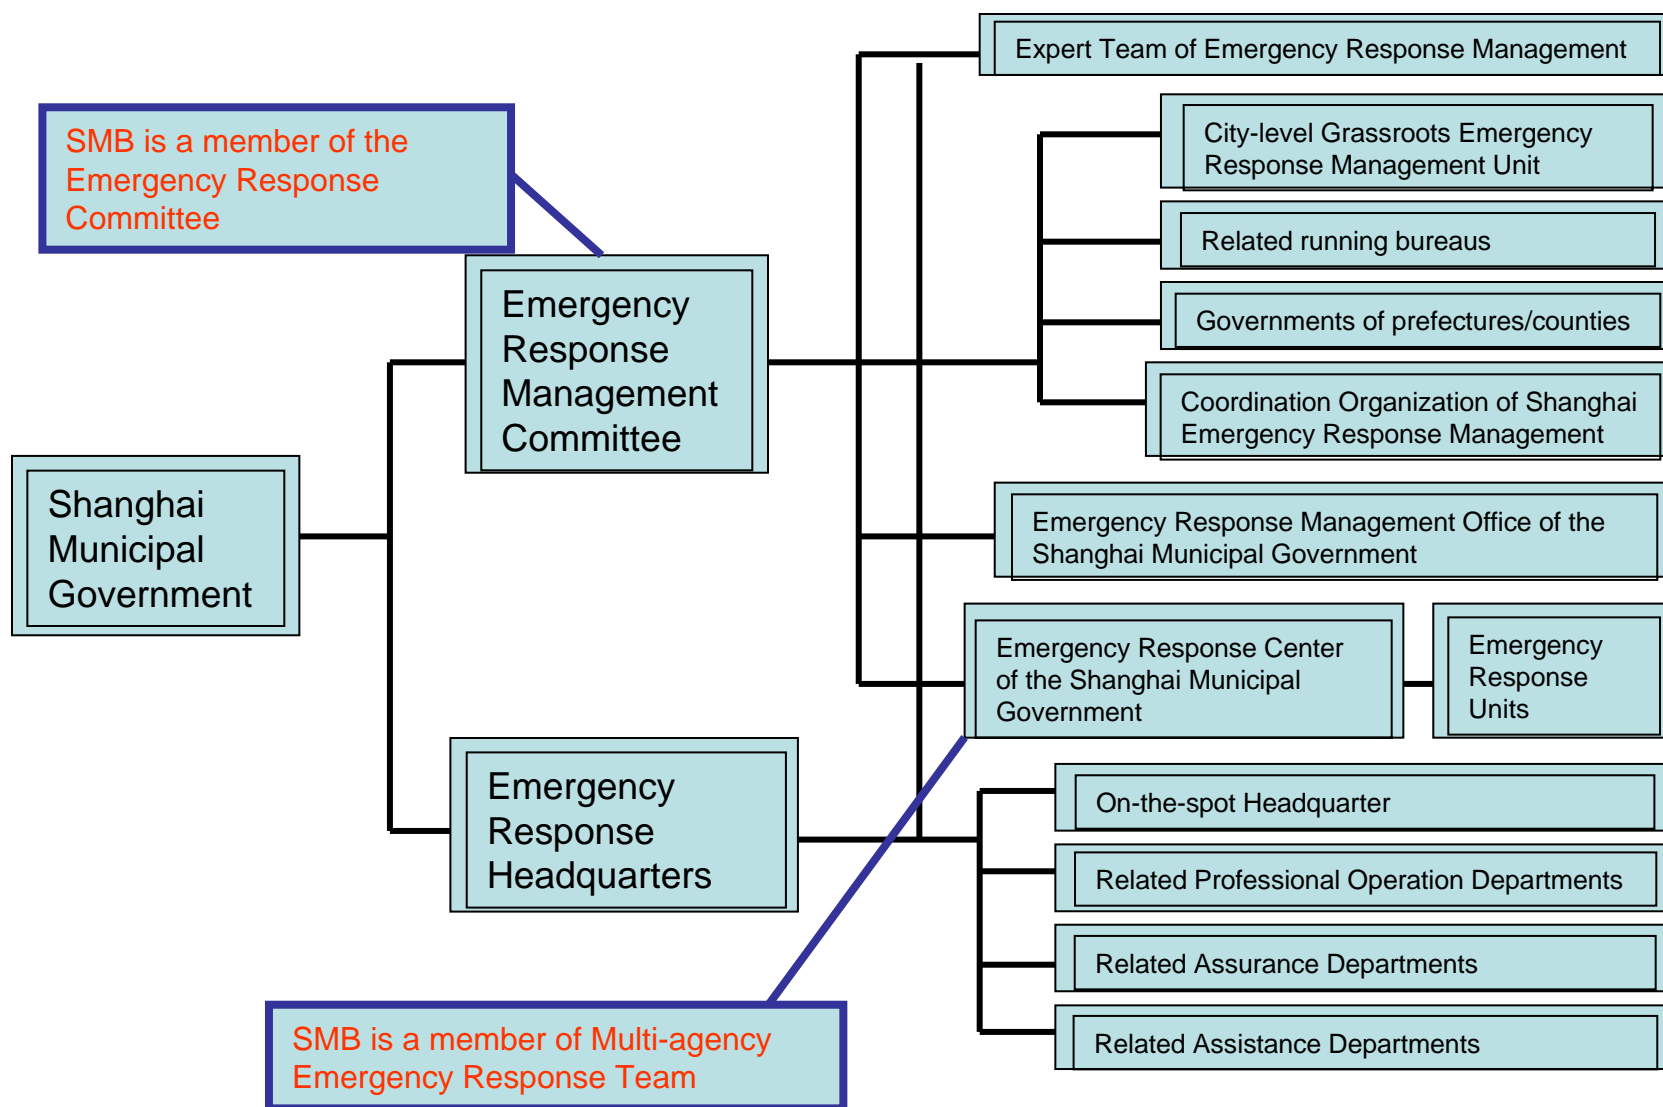 Expert Team of Emergency Response Management
SMB is a member of the
Emergency Response
Committee
City-level Grassroots Emergency
Response Management Unit
Related running bureaus
Emergency
Response
Management
Committee
Governments of prefectures/counties
Coordination Organization of Shanghai
Emergency Response Management
Shanghai
Municipal
Government
Emergency Response Management Office of the
Shanghai Municipal Government
Emergency Response Center
of the Shanghai Municipal
Government
Emergency
Response
Units
Emergency
Response
Headquarters
On-the-spot Headquarter
Related Professional Operation Departments
Related Assurance Departments
Related Assistance Departments
SMB is a member of Multi-agency
Emergency Response Team